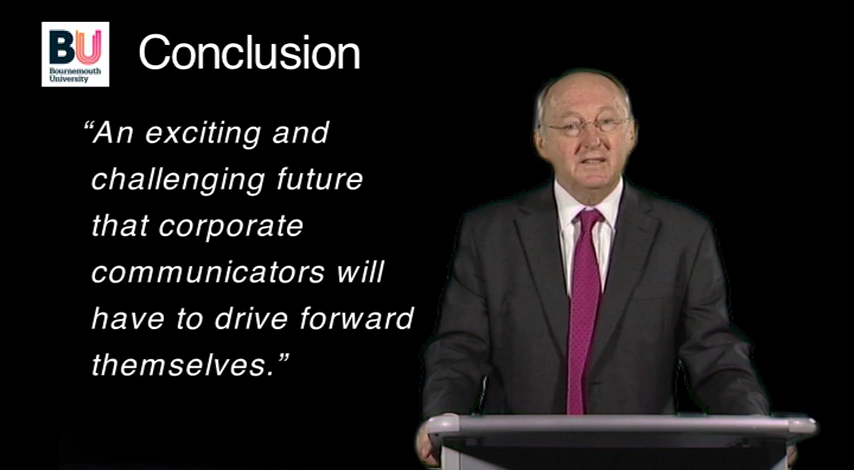 BU
Bournemouth
University
Conclusion
“An exciting and
challenging future
that corporate
communicators will
have to drive forward
themselves.”